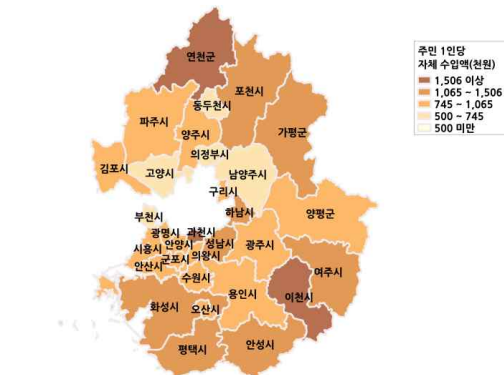 주민 1인당
자체 수입액(천원)
1,506 이상
1,065 ~ 1,506
745 ~ 1,065
500 ~ 745
500 미만
연천군
포천시
동두천시
파주시
양주시
가평군
의정부시
김포시
고양시
남양주시
구리시
하남시
양평군
부천시
광명시
과천시
시흥시
안양시
성남시
광주시
군포시
의왕시
안산시
수원시
여주시
용인시
이천시
화성시
오산시
평택시
안성시